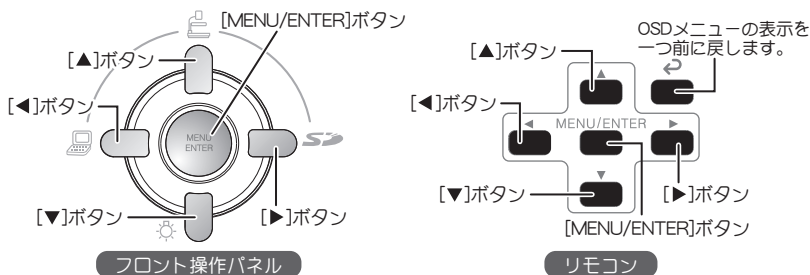 [MENU/ENTER]ボタン
[▲]ボタン
[◀]ボタン
MENU
ENTER
[▼]ボタン
[▶]ボタン
フロント操作パネル
OSDメニューの表示を
一つ前に戻します。
[▲]ボタン
[◀]ボタン
MENU/ENTER
[▼]ボタン
[▶]ボタン
[MENU/ENTER]ボタン
リモコン